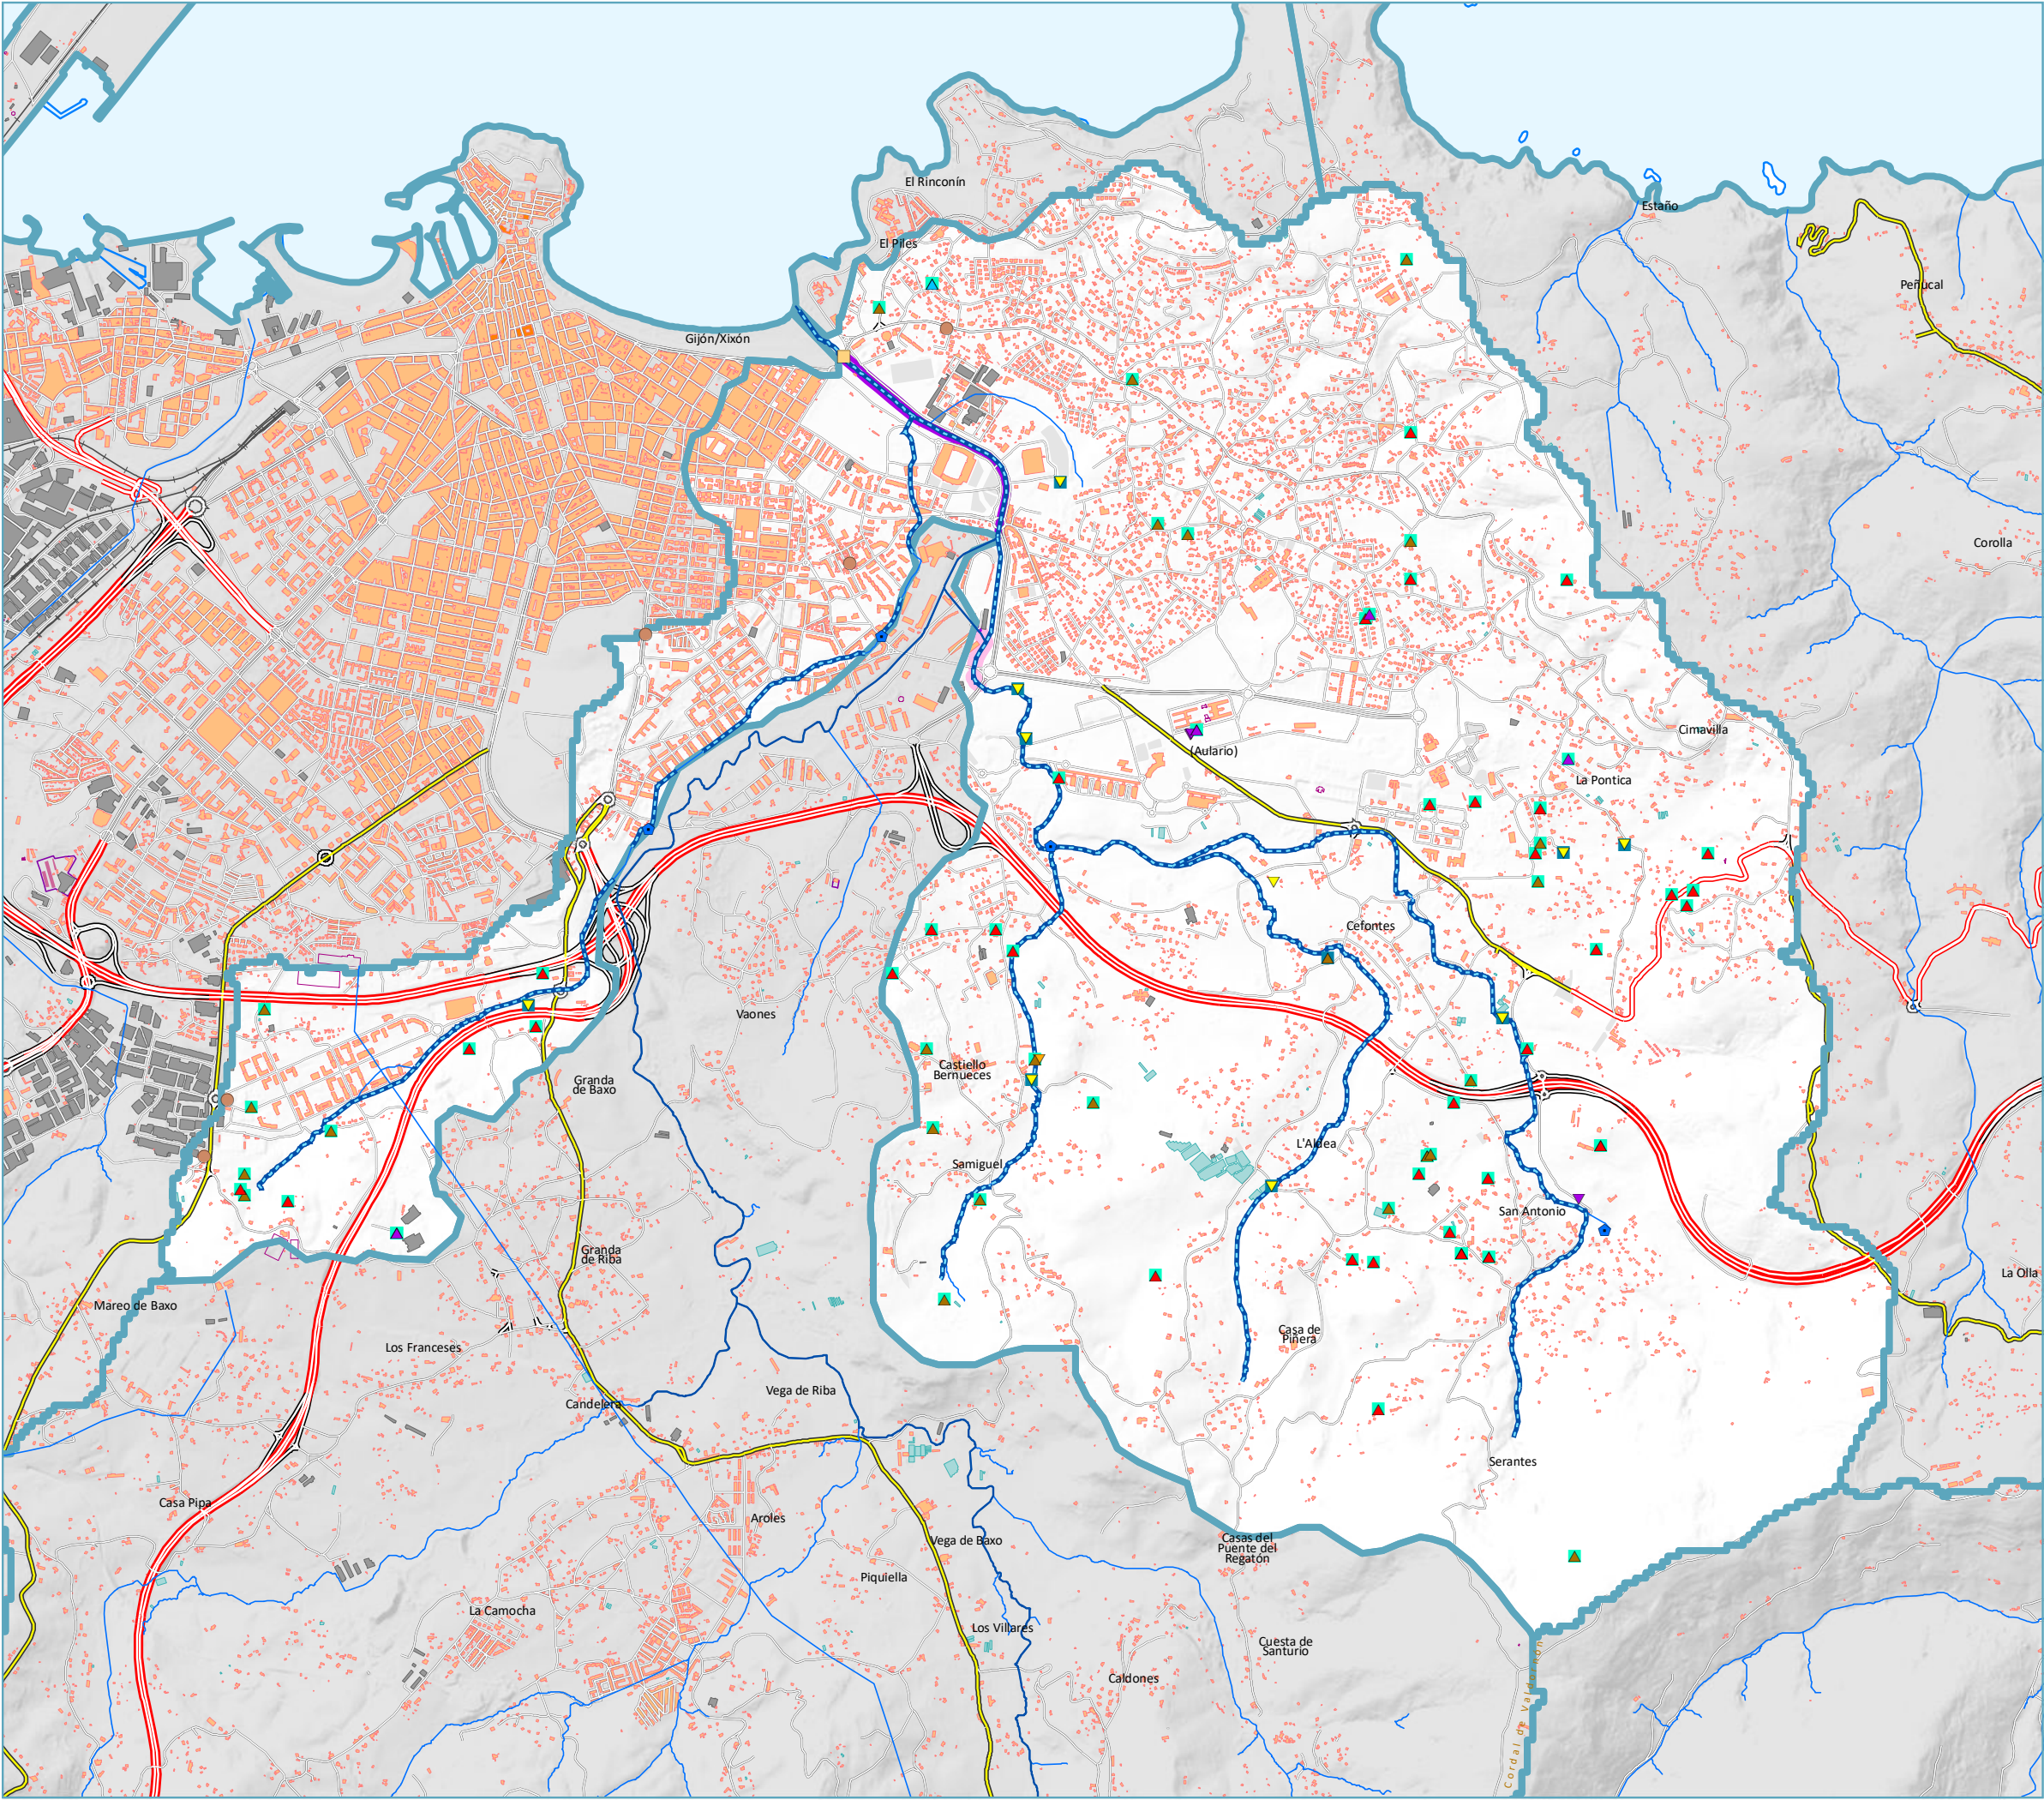 El Rinconín
Estaño
El Piles
Peñucal
Gijón/Xixón
Corolla
Cimavilla
(Aulario)
La Pontica
Cefontes
Vaones
Castiello
Bernueces
Granda
de Baxo
L'Aldea
Samiguel
San Antonio
Granda
de Riba
La Olla
Mareo de Baxo
Casa de
Piñera
Los Franceses
Vega de Riba
Candelera
Serantes
Casa Pipa
Aroles
Vega de Baxo
Casas del
Puente del
Regatón
Piquiella
La Camocha
Los Villares
Cuesta de
Santurio
Caldones
Cordal de